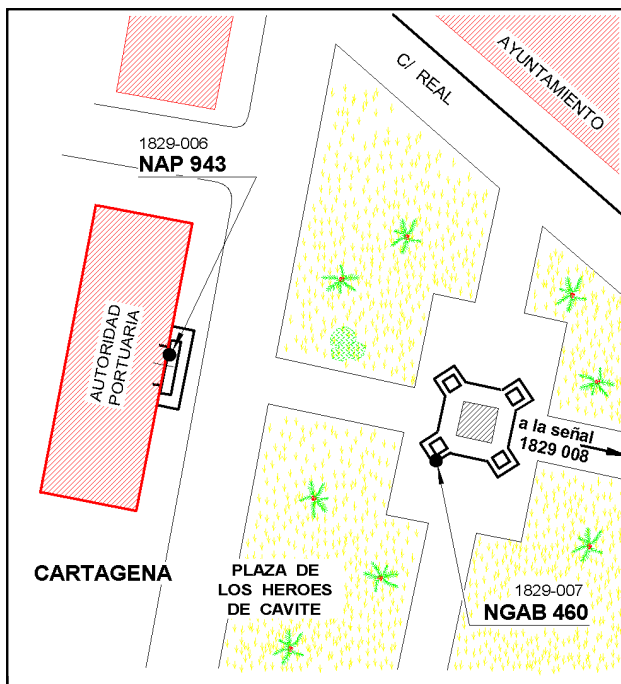 AYUNTAMIENTO
C/ REAL
1829-006
NAP 943
AUTORIDAD
PORTUARIA
a la señal
1829 008
CARTAGENA
PLAZA DE
LOS HEROES
DE CAVITE
1829-007
NGAB 460